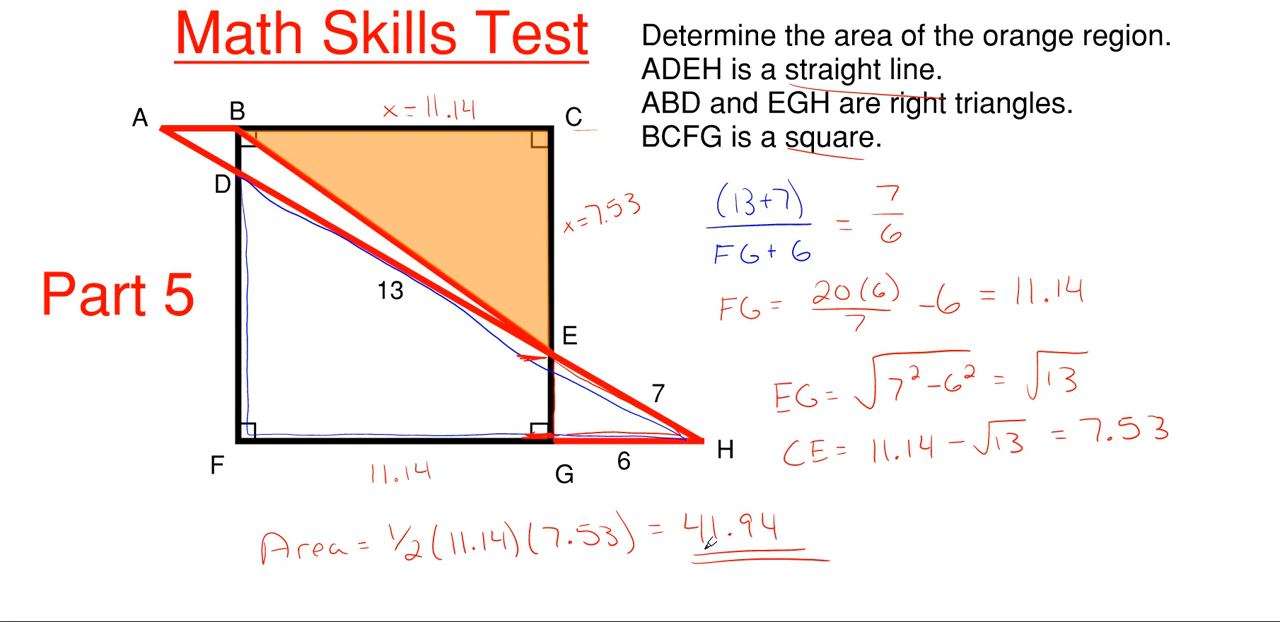 Math Skills Test
Determine the area of the orange region.
ADEH is a straight line.
ABD and EGH are right triangles.
BCFG is a square.
A
B
x = 11.14
C
D
x = 7.53
(13+7)/FG + 6 = 7/6
Part 5
13
FG = 20(6)/7 - 6 = 11.14
E
7
EG = √7² - 6² = √13
H
CE = 11.14 - √13 = 7.53
F
11.14
G
6
Area = 1/2 (11.14)(7.53) = 41.94